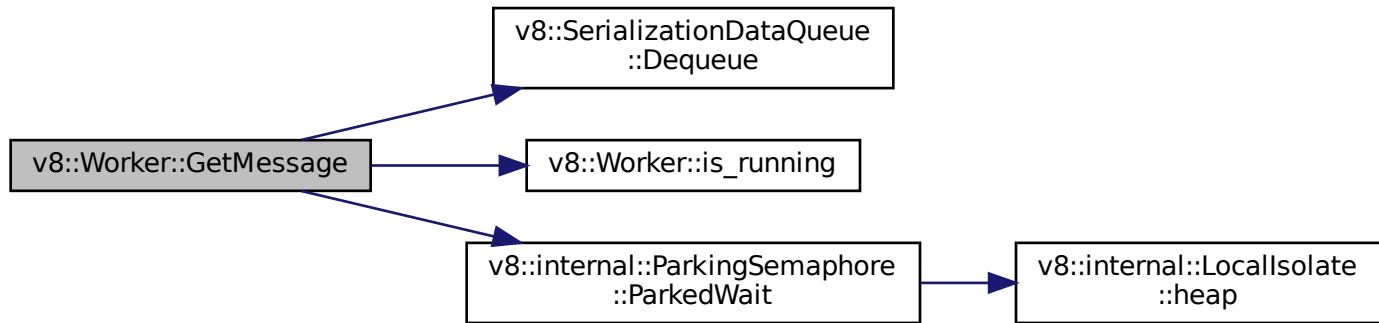 v8::SerializationDataQueue
::Dequeue
v8::Worker::GetMessage
v8::Worker::is_running
v8::internal::ParkingSemaphore
::ParkedWait
v8::internal::LocalIsolate
::heap